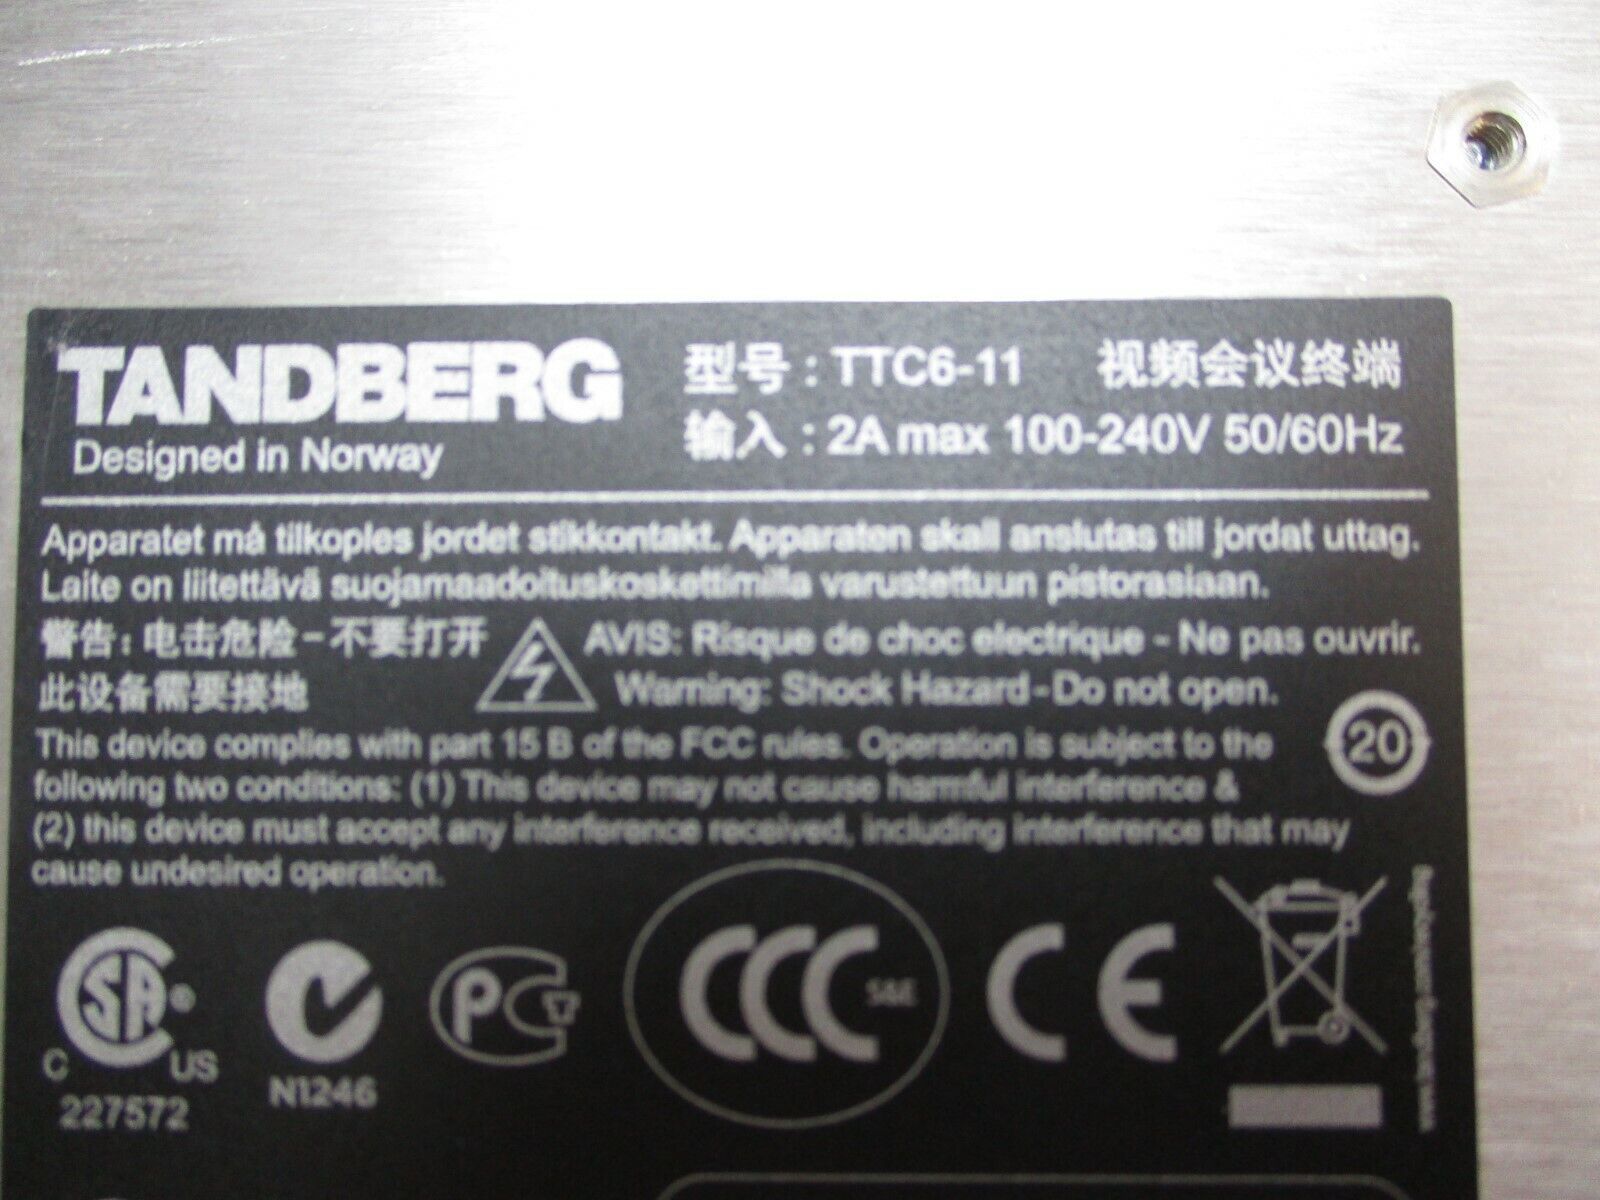 TANDBERG
Designed in Norway
型号：TTC6-11 视频会议终端
输入：2A max 100-240V 50/60Hz
Apparatet må tilkoples jordet stikkontakt. Apparaten skall anslutas till jordat uttag.
Laite on liitettävä suojamaadoituskoskettimilla varustettuun pistorasiaan.
警告：电击危险-不要打开
此设备需要接地
AVIS: Risque de choc electrique - Ne pas ouvrir.
Warning: Shock Hazard-Do not open.
This device complies with part 15 B of the FCC rules. Operation is subject to the
following two conditions: (1) This device may not cause harmful interference &
(2) this device must accept any interference received, including interference that may
cause undesired operation.
20
SA ®
C US
227572
N1246
PC
CCC S&E
CE